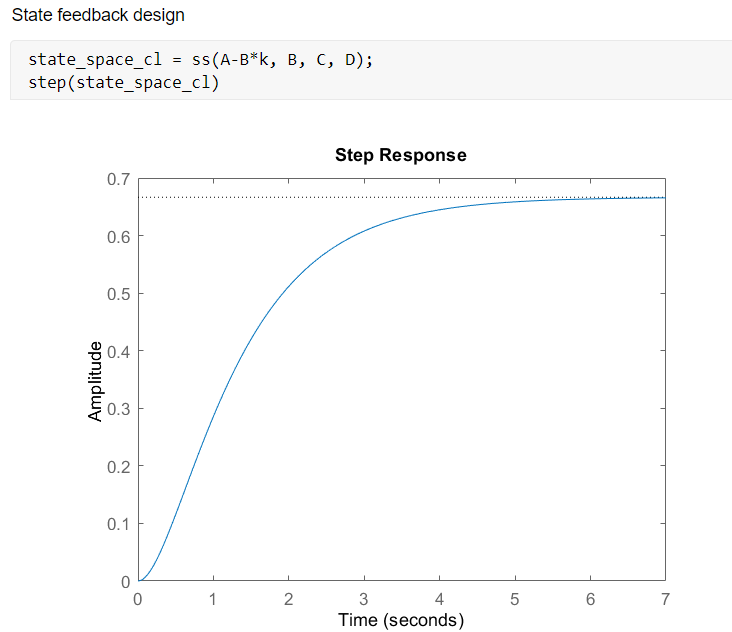 State feedback design
state_space_cl = ss(A-B*k, B, C, D);
step(state_space_cl)
Step Response
0.7
0.6
0.5
0.4
0.3
0.2
0.1
0
Amplitude
0 1 2 3 4 5 6 7
Time (seconds)